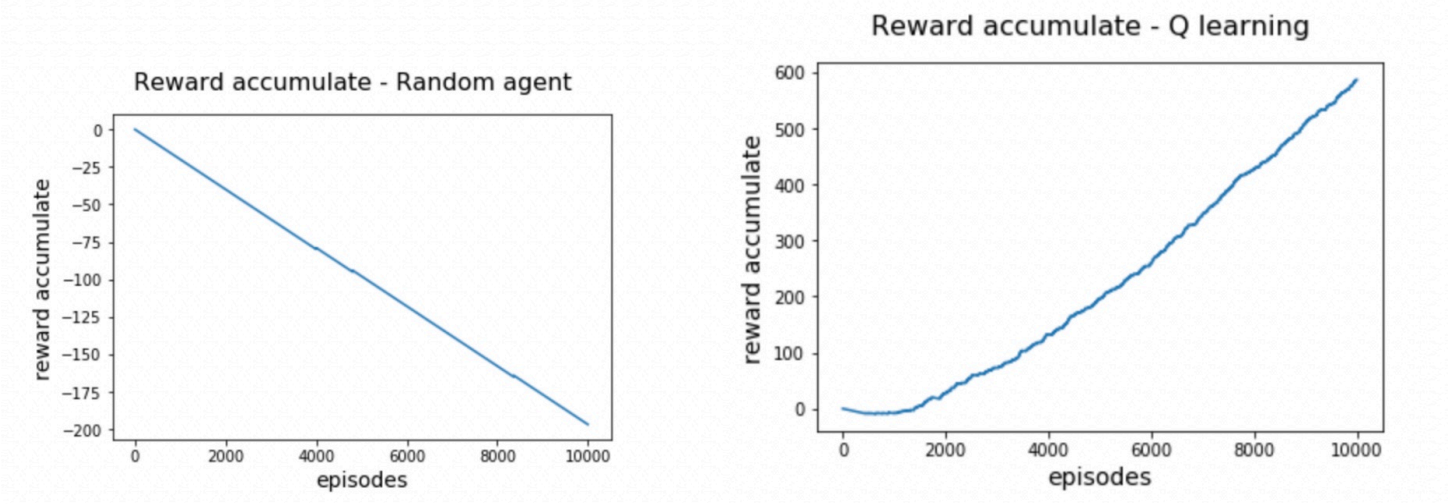 Reward accumulate - Random agent
0
−25
−50
−75
−100
−125
−150
−175
−200
reward accumulate
0 2000 4000 6000 8000 10000
episodes
Reward accumulate - Q learning
600
500
400
300
200
100
0
reward accumulate
0 2000 4000 6000 8000 10000
episodes